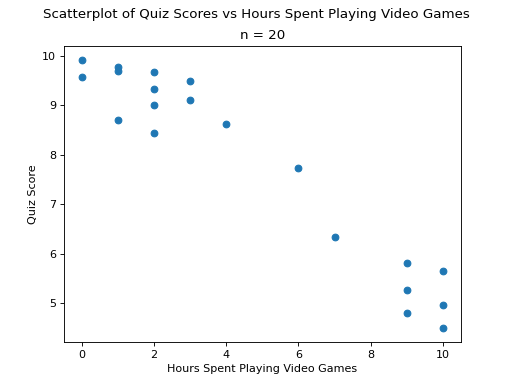 Scatterplot of Quiz Scores vs Hours Spent Playing Video Games
n = 20
10
9
8
7
6
5
Quiz Score
0 2 4 6 8 10
Hours Spent Playing Video Games